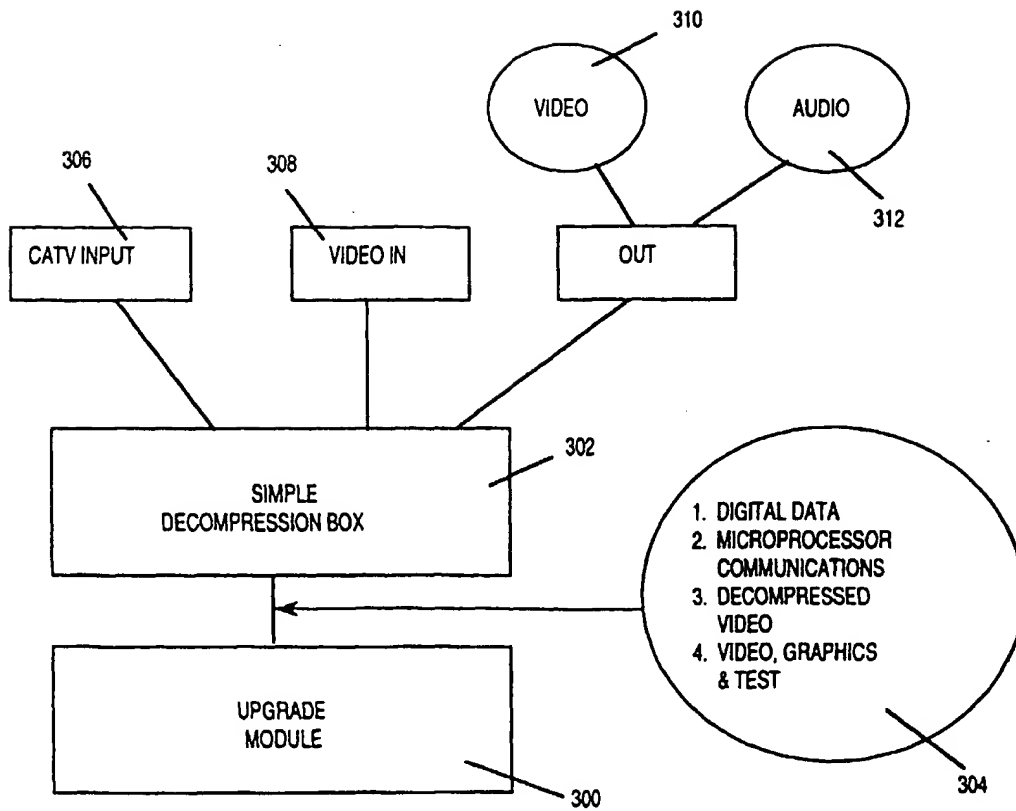 310
VIDEO
AUDIO
306
308
312
CATV INPUT
VIDEO IN
OUT
302
SIMPLE
DECOMPRESSION BOX
1. DIGITAL DATA
2. MICROPROCESSOR
COMMUNICATIONS
3. DECOMPRESSED
VIDEO
4. VIDEO, GRAPHICS
& TEST
UPGRADE
MODULE
304
300